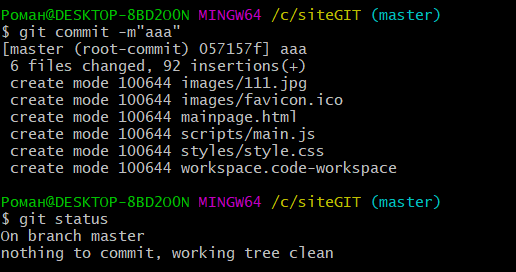 Роман@DESKTOP-8BD2O0N MINGW64 /c/siteGIT (master)
$ git commit -m"aaa"
[master (root-commit) 057157f] aaa
 6 files changed, 92 insertions(+)
 create mode 100644 images/111.jpg
 create mode 100644 images/favicon.ico
 create mode 100644 mainpage.html
 create mode 100644 scripts/main.js
 create mode 100644 styles/style.css
 create mode 100644 workspace.code-workspace
Роман@DESKTOP-8BD2O0N MINGW64 /c/siteGIT (master)
$ git status
On branch master
nothing to commit, working tree clean